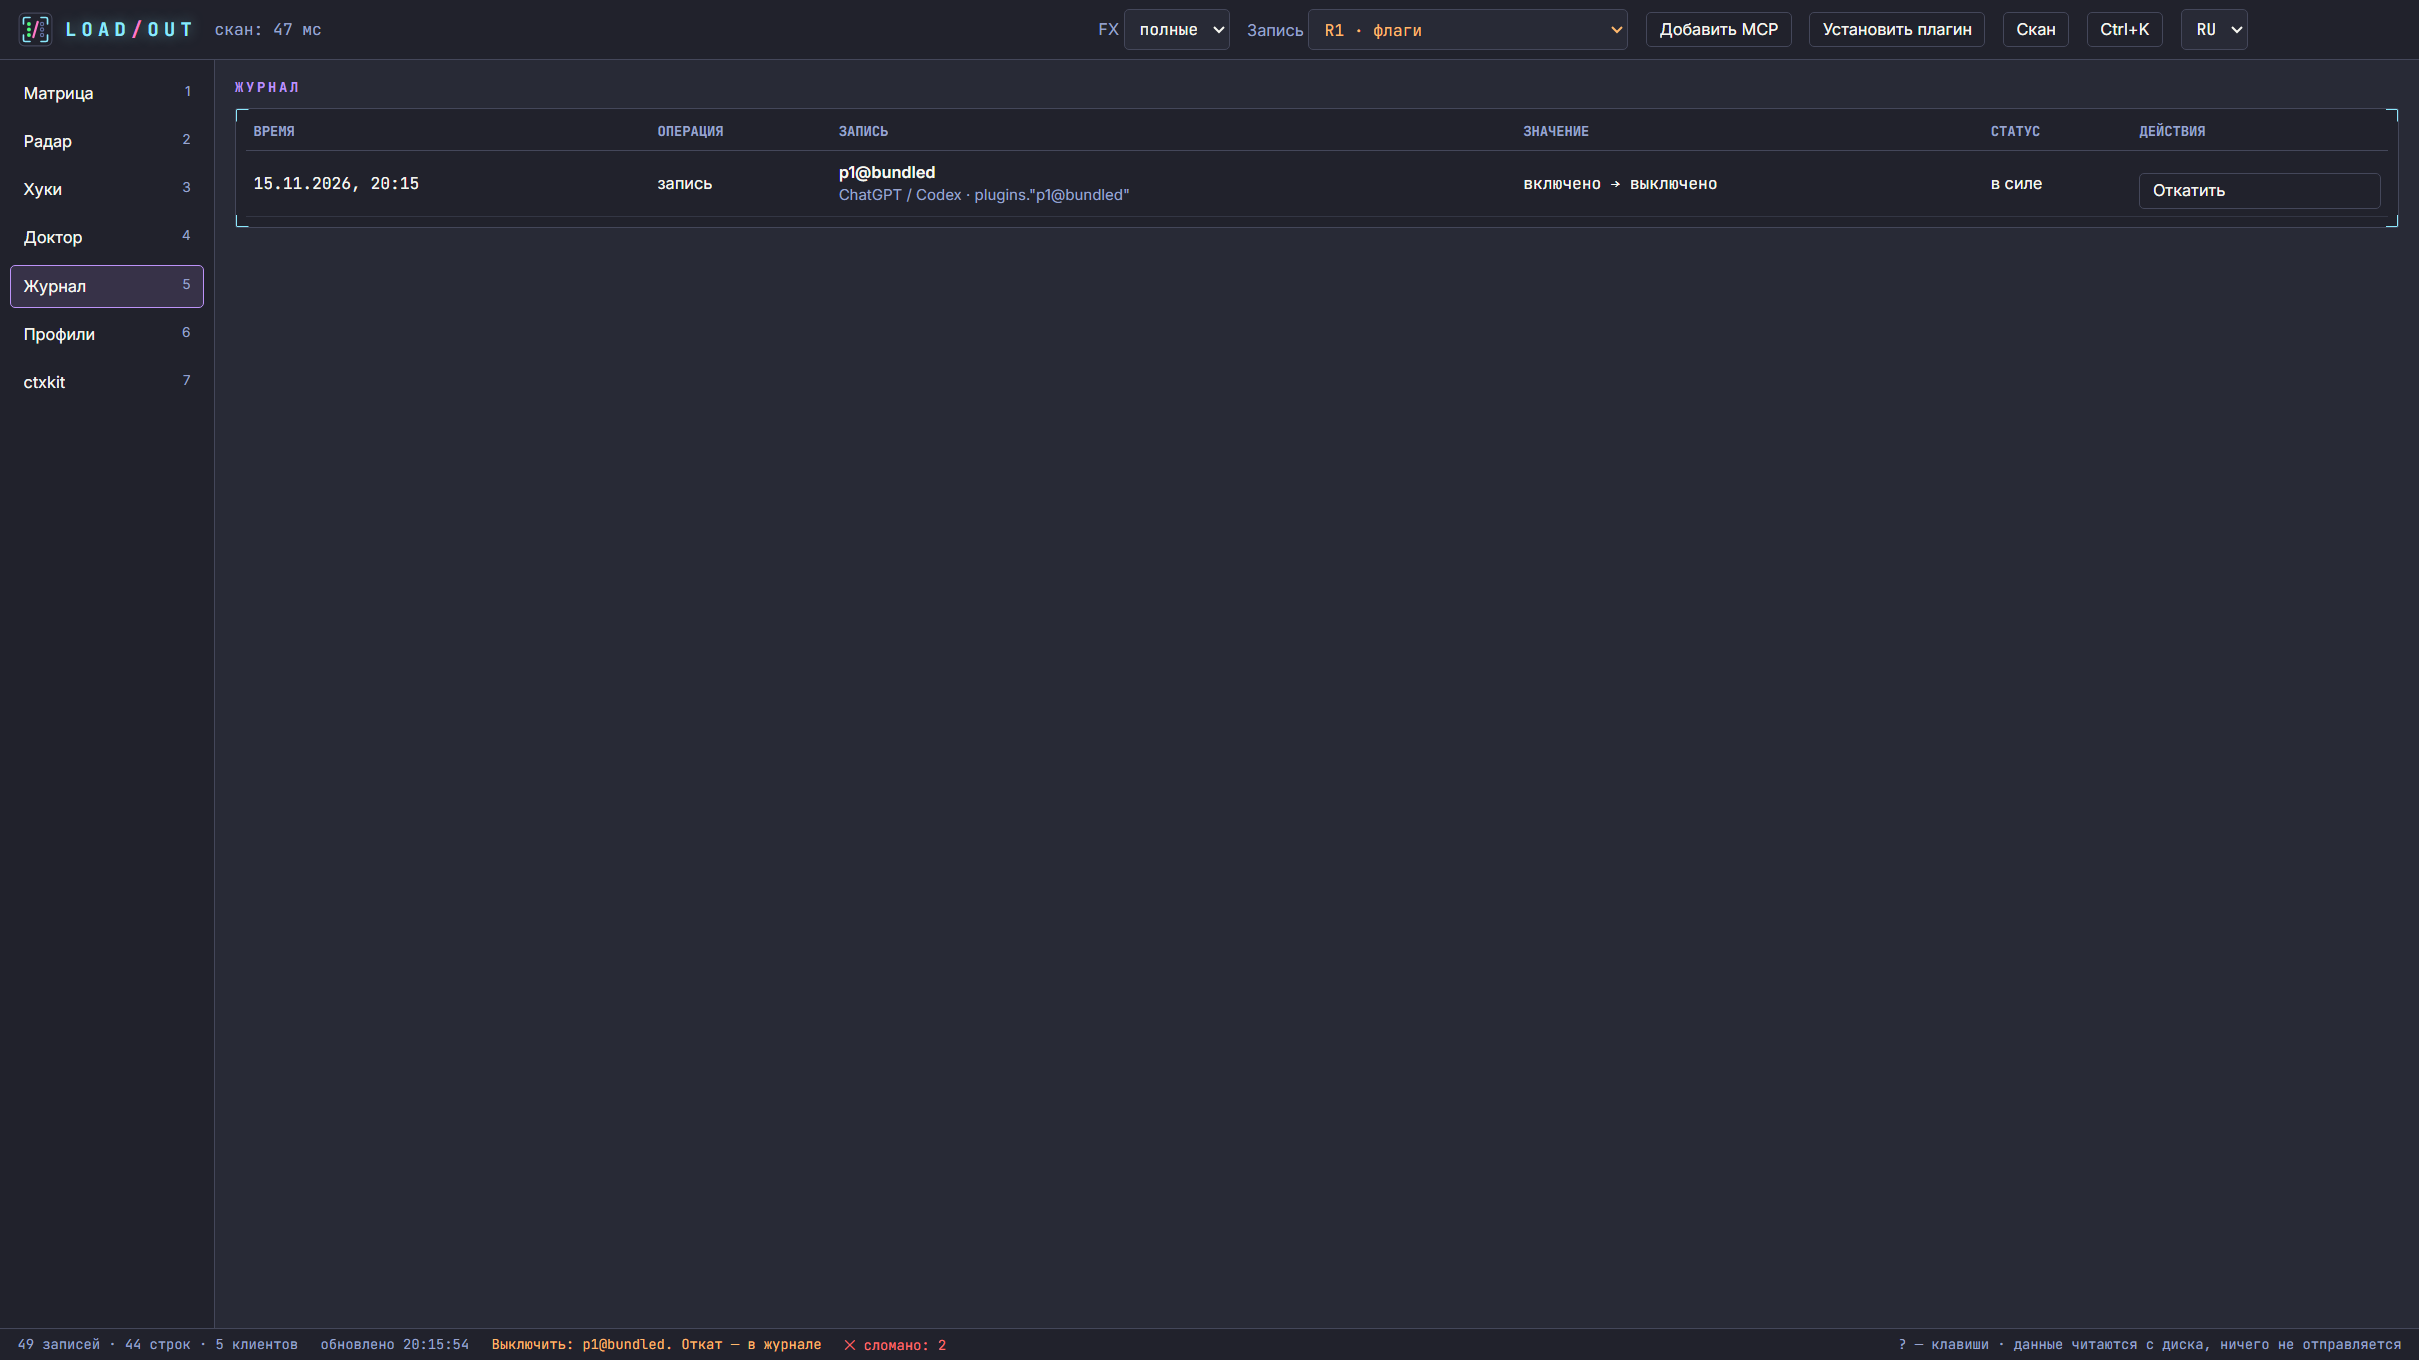 LOAD/OUT скан: 47 мс FX полные Запись R1 · флаги Добавить MCP Установить плагин Скан Ctrl+K RU
Матрица 1
Радар 2
Хуки 3
Доктор 4
Журнал 5
Профили 6
ctxkit 7
ЖУРНАЛ
ВРЕМЯ ОПЕРАЦИЯ ЗАПИСЬ ЗНАЧЕНИЕ СТАТУС ДЕЙСТВИЯ
15.11.2026, 20:15 запись p1@bundled включено → выключено в силе Откатить
ChatGPT / Codex · plugins."p1@bundled"
49 записей · 44 строк · 5 клиентов обновлено 20:15:54 Выключить: p1@bundled. Откат — в журнале × сломано: 2 ? — клавиши · данные читаются с диска, ничего не отправляется